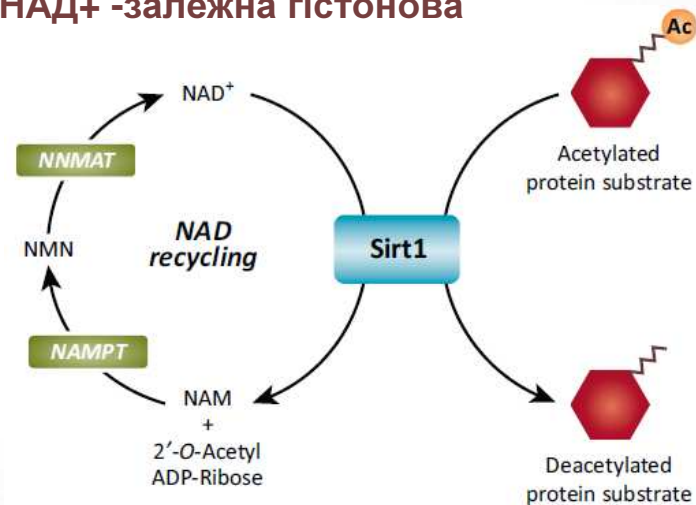 НАД+ -залежна гістонова
Ac
NAD+
Acetylated
protein substrate
NNMAT
NMN
NAD
recycling
Sirt1
NAMPT
NAM
+
2′-O-Acetyl
ADP-Ribose
Deacetylated
protein substrate